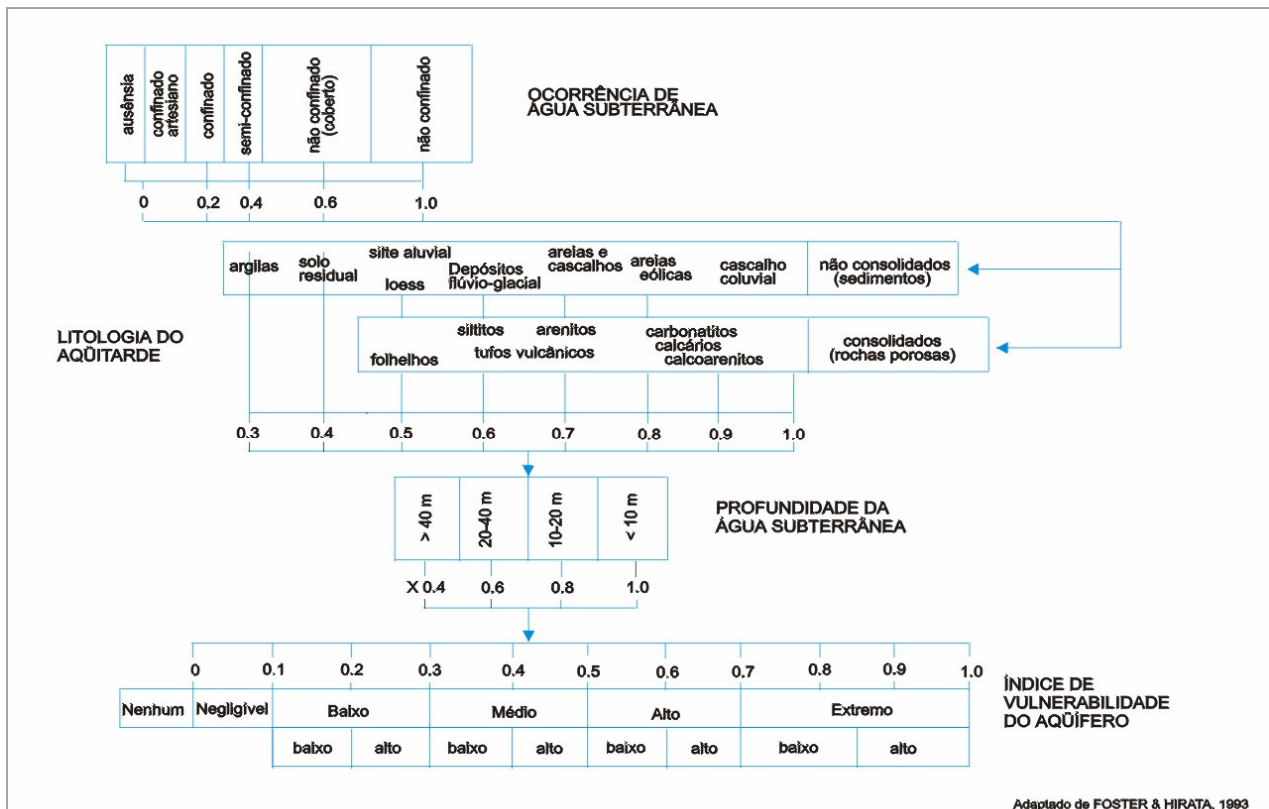 ausênsia
confinado
artesiano
confinado
semi-confinado
não confinado
(coberto)
não confinado
OCORRÊNCIA DE
ÁGUA SUBTERRÂNEA
0 0.2 0.4 0.6 1.0
argilas
solo
residual
silte aluvial
loess
Depósitos
flúvio-glacial
areias e
cascalhos
areias
eólicas
cascalho
coluvial
não consolidados
(sedimentos)
LITOLOGIA DO
AQÜITARDE
folhelhos
siltitos
tufos vulcânicos
arenitos
carbonatitos
calcários
calcoarenitos
consolidados
(rochas porosas)
0.3 0.4 0.5 0.6 0.7 0.8 0.9 1.0
> 40 m
20-40 m
10-20 m
< 10 m
PROFUNDIDADE DA
ÁGUA SUBTERRÂNEA
X 0.4 0.6 0.8 1.0
0 0.1 0.2 0.3 0.4 0.5 0.6 0.7 0.8 0.9 1.0
Nenhum Negligivel Baixo Médio Alto Extremo
baixo alto baixo alto baixo alto baixo alto
ÍNDICE DE
VULNERABILIDADE
DO AQÜÍFERO
Adaptado de FOSTER & HIRATA, 1993